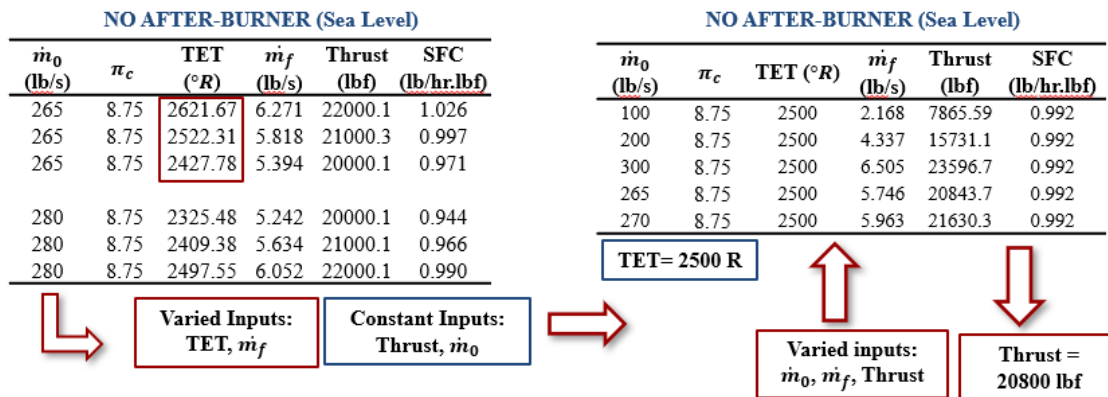 NO AFTER-BURNER (Sea Level)
ṁ₀ (lb/s) π_c TET (°R) ṁ_f (lb/s) Thrust (lbf) SFC (lb/hr.lbf)
265 8.75 2621.67 6.271 22000.1 1.026
265 8.75 2522.31 5.818 21000.3 0.997
265 8.75 2427.78 5.394 20000.1 0.971
280 8.75 2325.48 5.242 20000.1 0.944
280 8.75 2409.38 5.634 21000.1 0.966
280 8.75 2497.55 6.052 22000.1 0.990
Varied Inputs:
TET, ṁ_f
Constant Inputs:
Thrust, ṁ₀
NO AFTER-BURNER (Sea Level)
ṁ₀ (lb/s) π_c TET (°R) ṁ_f (lb/s) Thrust (lbf) SFC (lb/hr.lbf)
100 8.75 2500 2.168 7865.59 0.992
200 8.75 2500 4.337 15731.1 0.992
300 8.75 2500 6.505 23596.7 0.992
265 8.75 2500 5.746 20843.7 0.992
270 8.75 2500 5.963 21630.3 0.992
TET= 2500 R
Varied inputs:
ṁ₀, ṁ_f, Thrust
Thrust =
20800 lbf